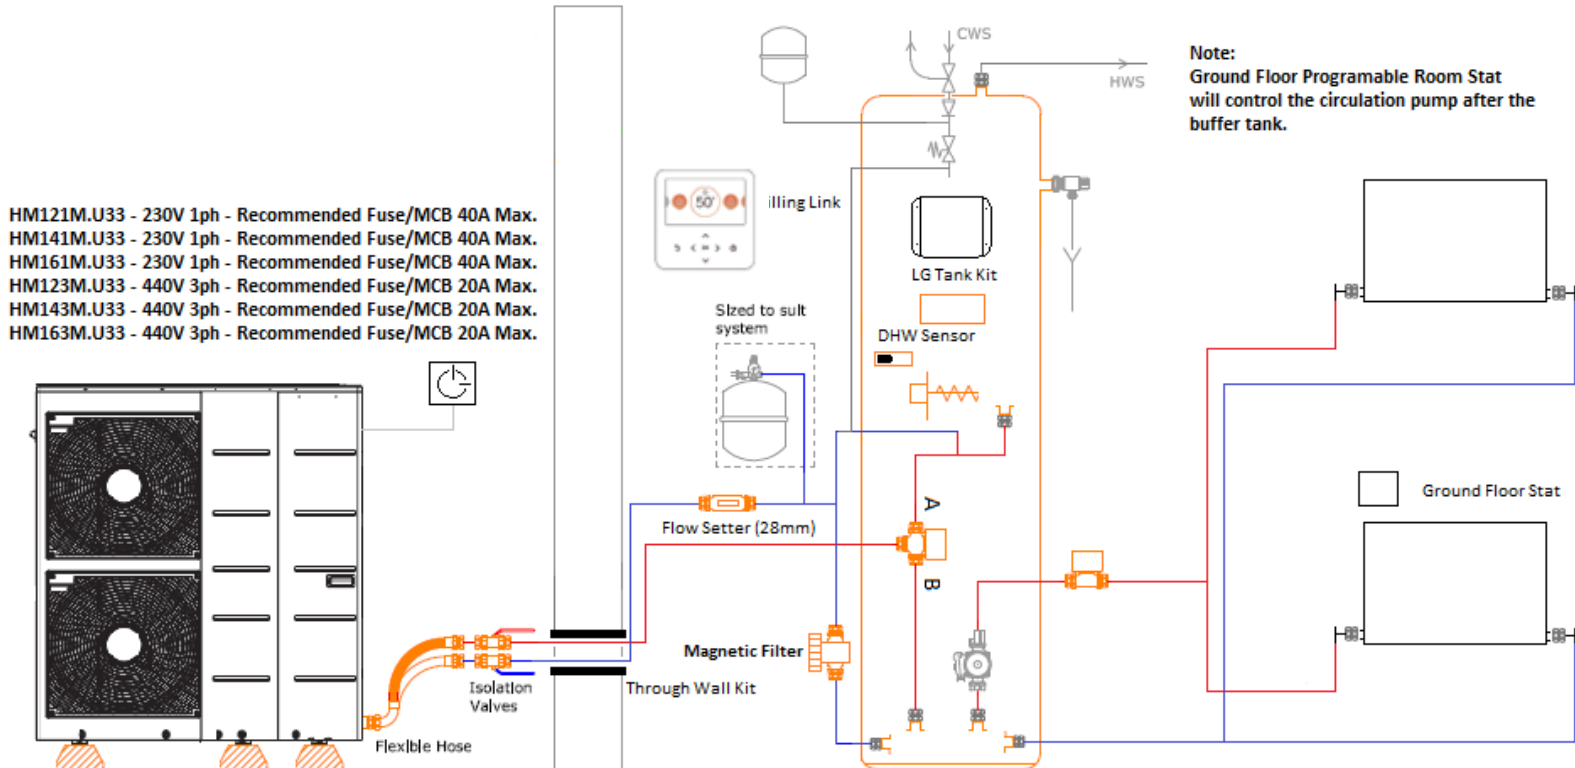 CWS
HWS
Note:
Ground Floor Programable Room Stat
will control the circulation pump after the
buffer tank.
HM121M.U33 - 230V 1ph - Recommended Fuse/MCB 40A Max.
HM141M.U33 - 230V 1ph - Recommended Fuse/MCB 40A Max.
HM161M.U33 - 230V 1ph - Recommended Fuse/MCB 40A Max.
HM123M.U33 - 440V 3ph - Recommended Fuse/MCB 20A Max.
HM143M.U33 - 440V 3ph - Recommended Fuse/MCB 20A Max.
HM163M.U33 - 440V 3ph - Recommended Fuse/MCB 20A Max.
50°
illing Link
LG Tank Kit
Sized to suit
system
DHW Sensor
A
Flow Setter (28mm)
B
Ground Floor Stat
Magnetic Filter
Isolation
Valves
Through Wall Kit
Flexible Hose